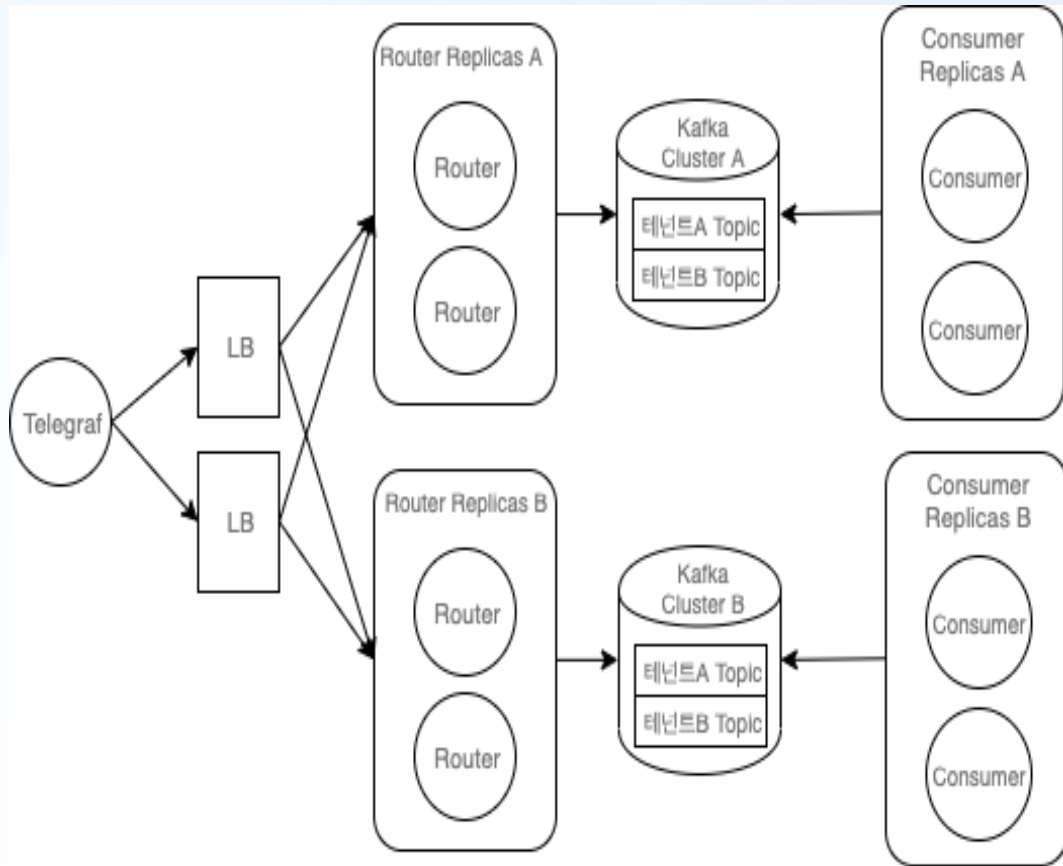 Telegraf
LB
LB
Router Replicas A
Router
Router
Kafka
Cluster A
테넌트A Topic
테넌트B Topic
Consumer
Replicas A
Consumer
Consumer
Router Replicas B
Router
Router
Kafka
Cluster B
테넌트A Topic
테넌트B Topic
Consumer
Replicas B
Consumer
Consumer